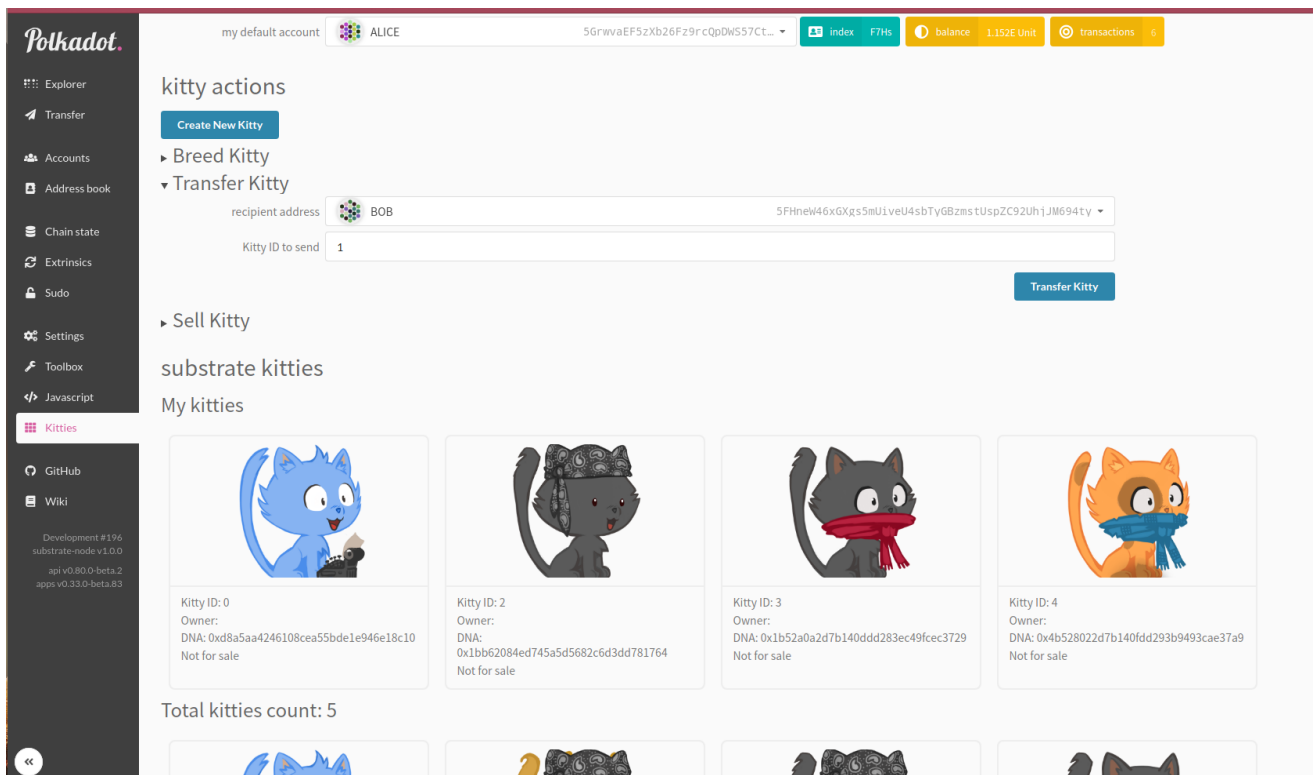 Polkadot.
Explorer
Transfer
Accounts
Address book
Chain state
Extrinsics
Sudo
Settings
Toolbox
Javascript
Kitties
GitHub
Wiki
Development #196
substrate-node v1.0.0
api v0.80.0-beta.2
apps v0.33.0-beta.83
my default account ALICE 5GrwvaEF5zXb26Fz9rcQpDWS57Ct… index F7Hs balance 1.152E Unit transactions 6
kitty actions
Create New Kitty
Breed Kitty
Transfer Kitty
recipient address BOB 5FHneW46xGXgs5mUiveU4sbTyGBzmstUspZC92UhjJM694ty
Kitty ID to send 1
Transfer Kitty
Sell Kitty
substrate kitties
My kitties
Kitty ID: 0
Owner:
DNA: 0xd8a5aa4246108cea55bde1e946e18c10
Not for sale
Kitty ID: 2
Owner:
DNA:
0x1bb62084ed745a5d5682c6d3dd781764
Not for sale
Kitty ID: 3
Owner:
DNA: 0x1b52a0a2d7b140ddd283ec49fcec3729
Not for sale
Kitty ID: 4
Owner:
DNA: 0x4b528022d7b140fdd293b9493cae37a9
Not for sale
Total kitties count: 5